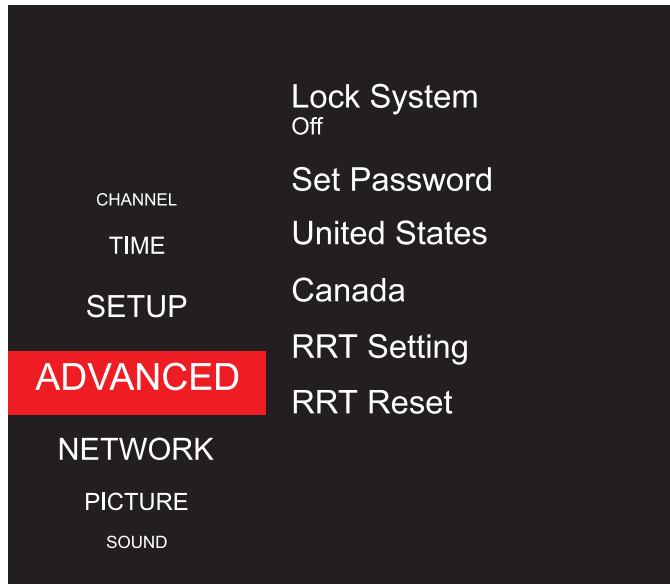 CHANNEL
TIME
SETUP
ADVANCED
NETWORK
PICTURE
SOUND
Lock System
Off
Set Password
United States
Canada
RRT Setting
RRT Reset